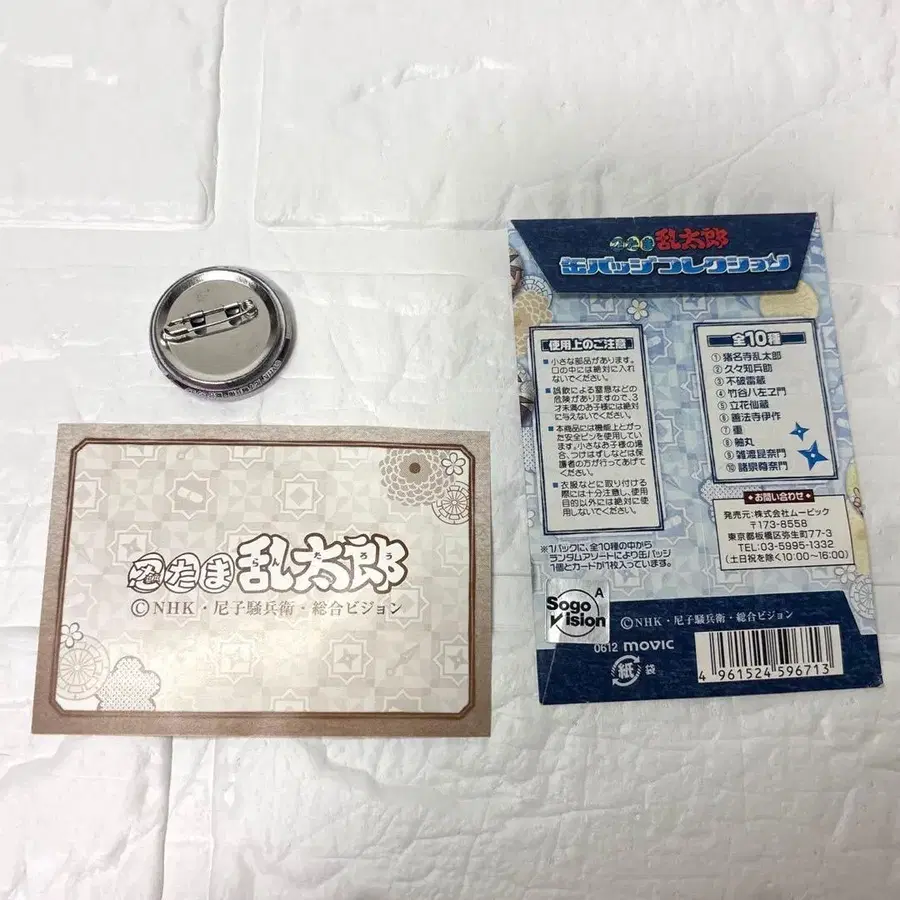 忍たま乱太郎
らんたろう
©NHK・尼子騒兵衛・総合ビジョン
忍たま乱太郎
缶バッジコレクション
使用上のご注意
■小さな部品があります。
口の中には絶対に入れ
ないでください。
■誤飲による窒息などの
危険がありますので、3
才未満のお子様には絶対
に与えないでください。
■本商品には機能上とがっ
た安全ピンを使用してい
ます。小さなお子様の場
合、つけはずしなどは保
護者の方が行ってあげて
ください。
■衣服などに取り付ける
際には十分注意し、使用
目的以外には絶対に使
用しないでください。
※1パックに、全10種の中から
ランダムアソートにより缶バッジ
1個とカードが1枚入っています。
全10種
①猪名寺乱太郎
②久々知兵助
③不破雷蔵
④竹谷八左ヱ門
⑤立花仙蔵
⑥善法寺伊作
⑦重
⑧舳丸
⑨雑渡昆奈門
⑩諸泉尊奈門
お問い合わせ
発売元:株式会社ムービック
〒173-8558
東京都板橋区弥生町77-3
TEL:03-5995-1332
(土日祝を除く10:00~16:00)
A
Sogo
Vision
©NHK・尼子騒兵衛・総合ビジョン
0612 movic
紙 袋
4 961524 596713